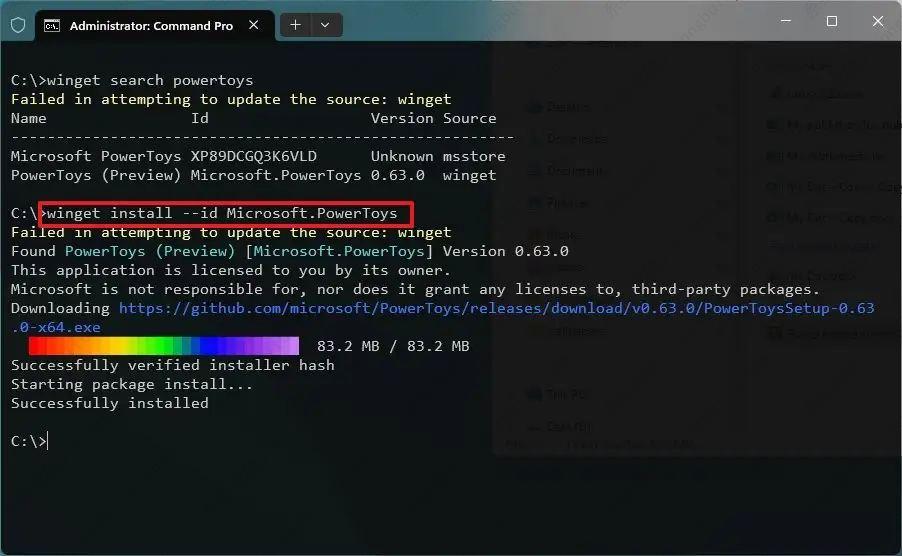 Administrator: Command Pro
C:\>winget search powertoys
Failed in attempting to update the source: winget
Name Id Version Source
-------------------------------------------------------
Microsoft PowerToys XP89DCGQ3K6VLD Unknown msstore
PowerToys (Preview) Microsoft.PowerToys 0.63.0 winget
C:\>winget install --id Microsoft.PowerToys
Failed in attempting to update the source: winget
Found PowerToys (Preview) [Microsoft.PowerToys] Version 0.63.0
This application is licensed to you by its owner.
Microsoft is not responsible for, nor does it grant any licenses to, third-party packages.
Downloading https://github.com/microsoft/PowerToys/releases/download/v0.63.0/PowerToysSetup-0.63
.0-x64.exe
83.2 MB / 83.2 MB
Successfully verified installer hash
Starting package install...
Successfully installed
C:\>